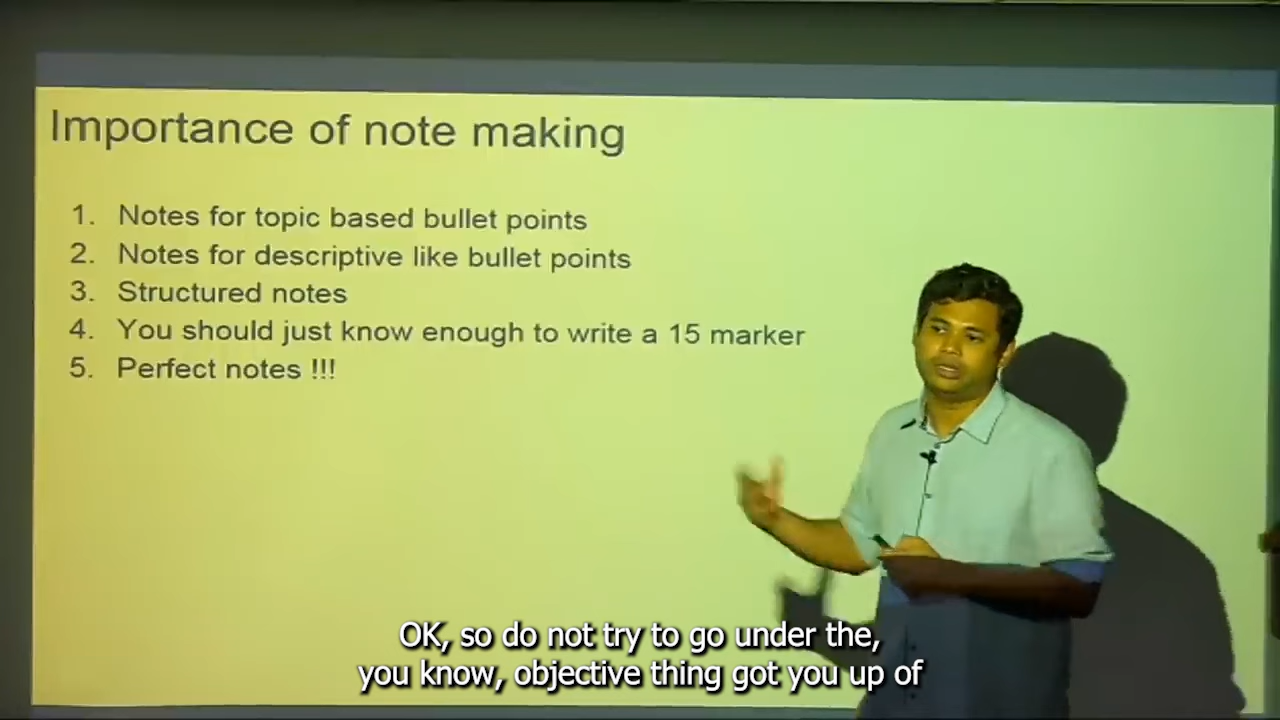 Importance of note making
1. Notes for topic based bullet points
2. Notes for descriptive like bullet points
3. Structured notes
4. You should just know enough to write a 15 marker
5. Perfect notes !!!
OK, so do not try to go under the,
you know, objective thing got you up of